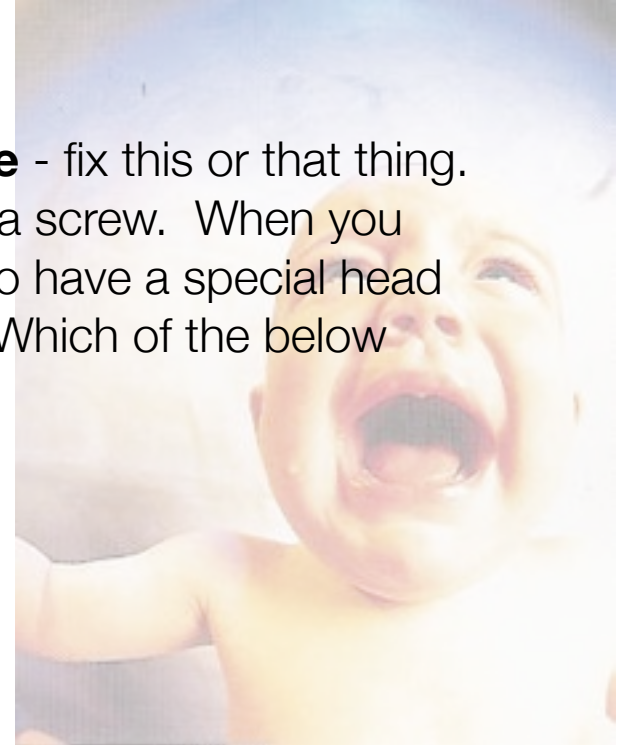 e - fix this or that thing.
a screw.  When you
o have a special head
Which of the below